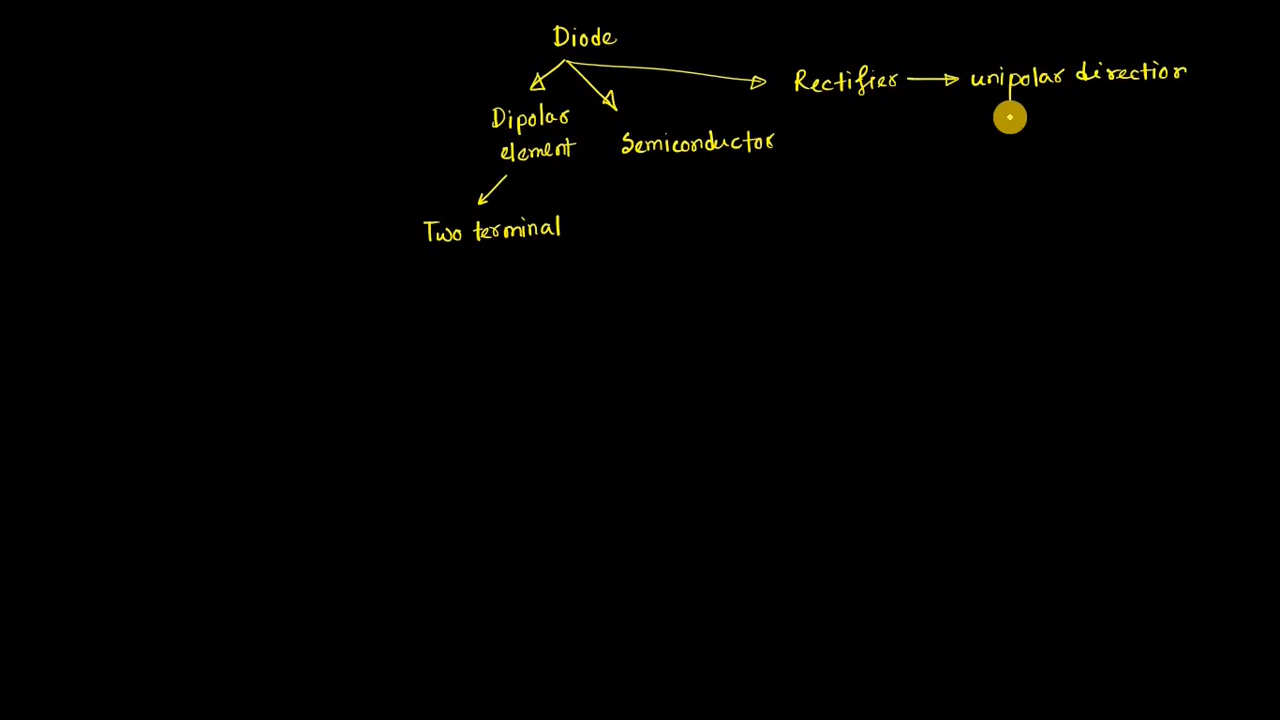 Diode
Rectifier
unipolar direction
Dipolar
element
Semiconductor
Two terminal